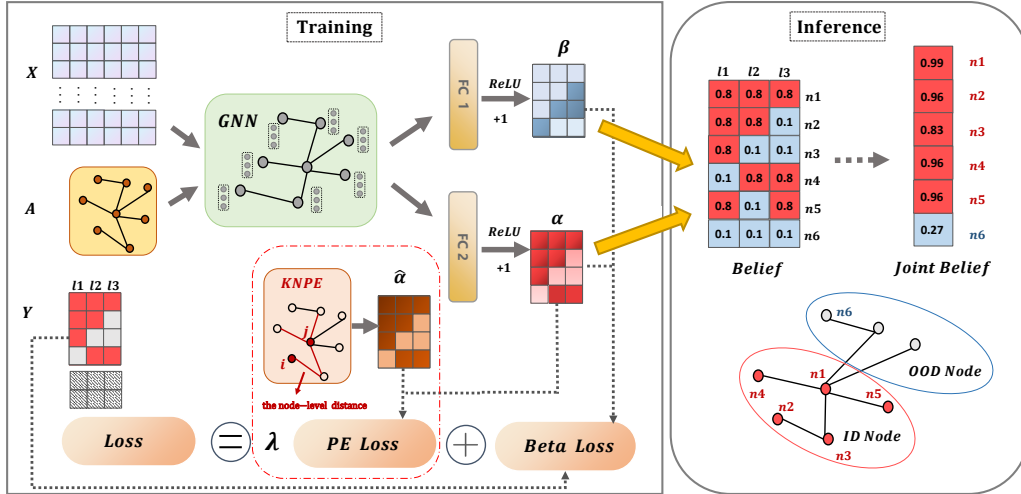 Training
X
A
Y
l1 l2 l3
GNN
FC 1
FC 2
ReLU
+1
ReLU
+1
β
α
KNPE
j
i
α̂
the node-level distance
Loss
=
λ
PE Loss
+
Beta Loss
Inference
l1 l2 l3
0.8 0.8 0.8 n1
0.8 0.8 0.1 n2
0.8 0.1 0.1 n3
0.1 0.8 0.8 n4
0.8 0.1 0.8 n5
0.1 0.1 0.1 n6
Belief
0.99 n1
0.96 n2
0.83 n3
0.96 n4
0.96 n5
0.27 n6
Joint Belief
n6
OOD Node
n1
n4
n5
n2
ID Node
n3